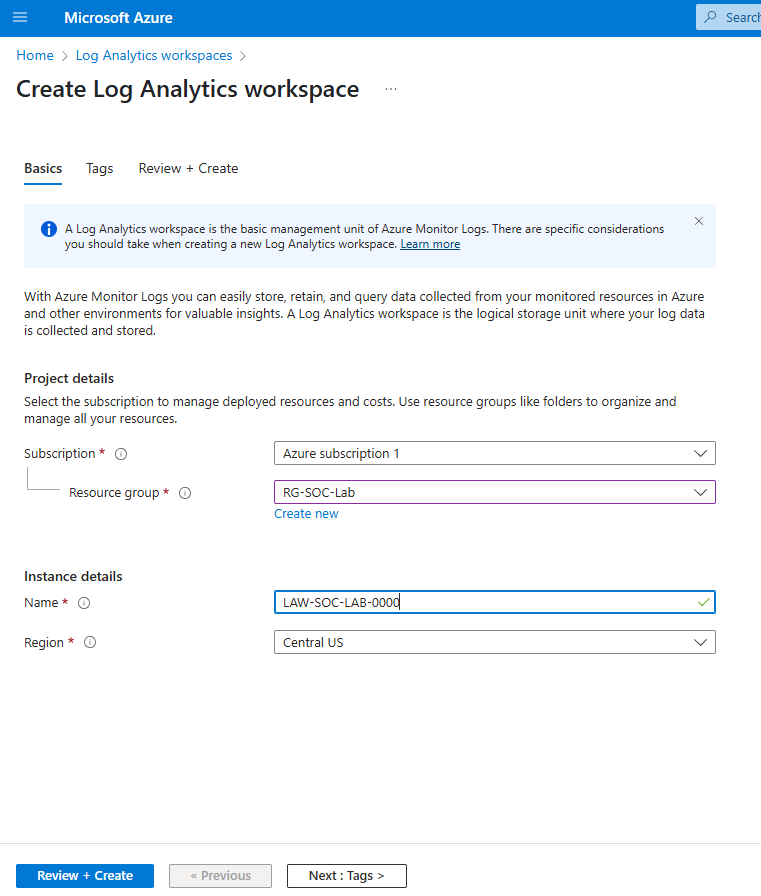 Microsoft Azure
Search
Home > Log Analytics workspaces >
Create Log Analytics workspace ...
Basics Tags Review + Create
A Log Analytics workspace is the basic management unit of Azure Monitor Logs. There are specific considerations
you should take when creating a new Log Analytics workspace. Learn more
With Azure Monitor Logs you can easily store, retain, and query data collected from your monitored resources in Azure
and other environments for valuable insights. A Log Analytics workspace is the logical storage unit where your log data
is collected and stored.
Project details
Select the subscription to manage deployed resources and costs. Use resource groups like folders to organize and
manage all your resources.
Subscription * Azure subscription 1
Resource group * RG-SOC-Lab
Create new
Instance details
Name * LAW-SOC-LAB-0000
Region * Central US
Review + Create « Previous Next : Tags >